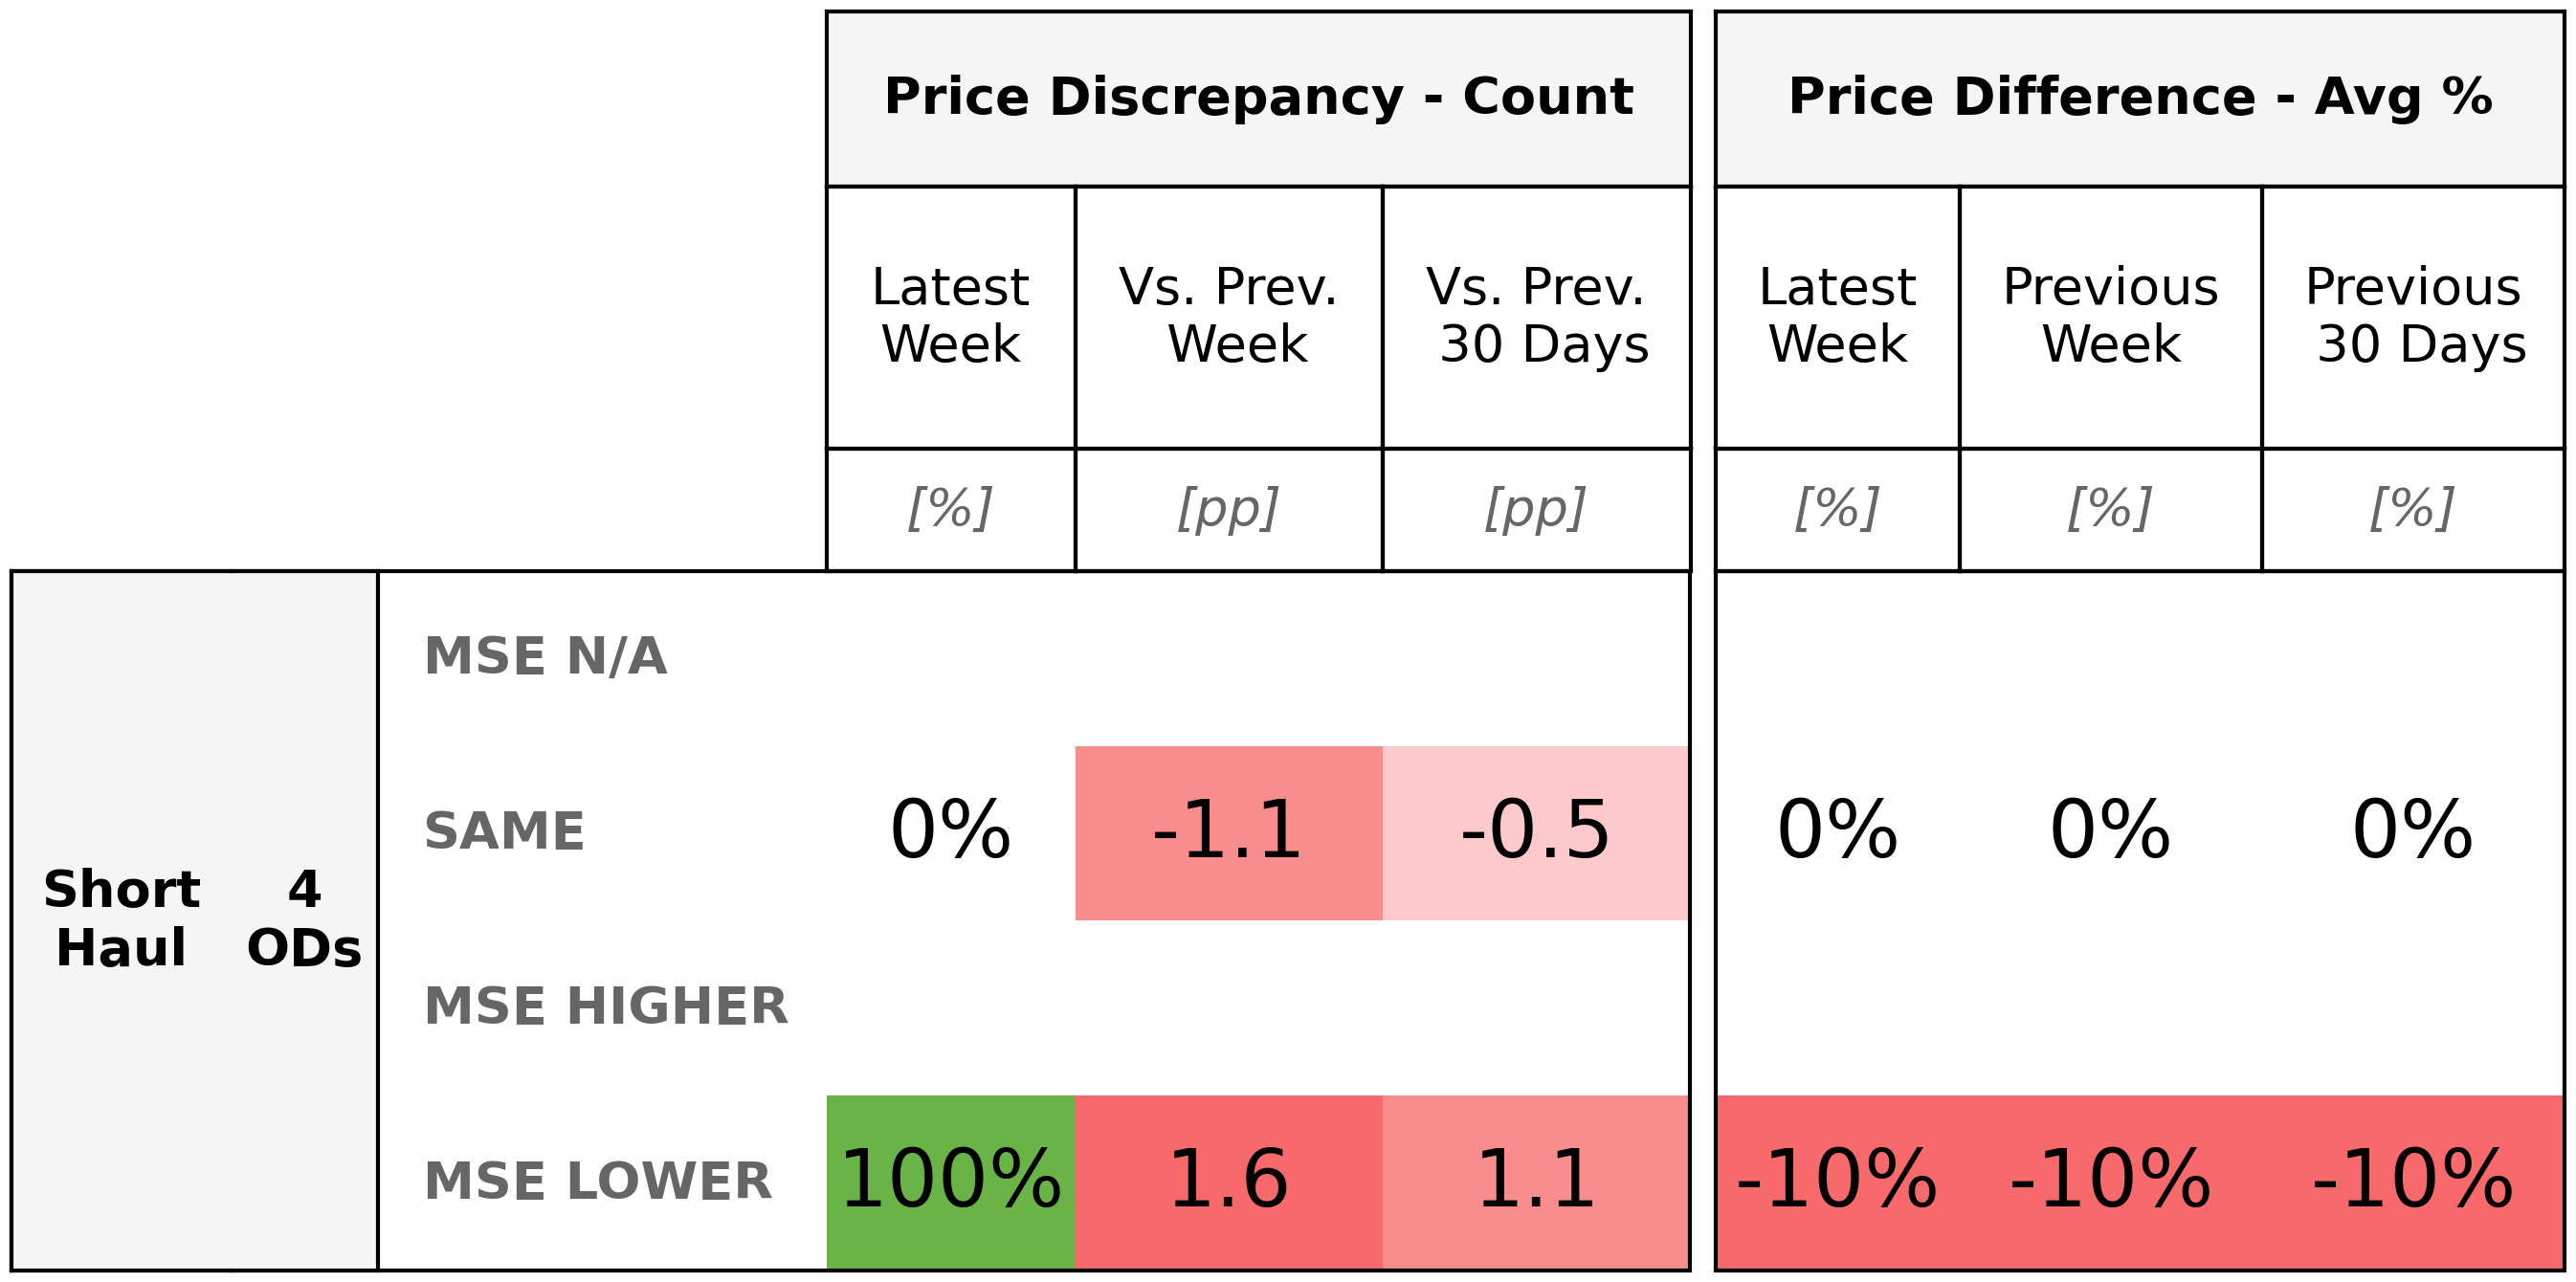 Price Discrepancy - Count
Price Difference - Avg %
Latest
Week
Vs. Prev.
Week
Vs. Prev.
30 Days
Latest
Week
Previous
Week
Previous
30 Days
[%]
[pp]
[pp]
[%]
[%]
[%]
Short
Haul
4
ODs
MSE N/A
SAME
0%
-1.1
-0.5
0%
0%
0%
MSE HIGHER
MSE LOWER
100%
1.6
1.1
-10%
-10%
-10%